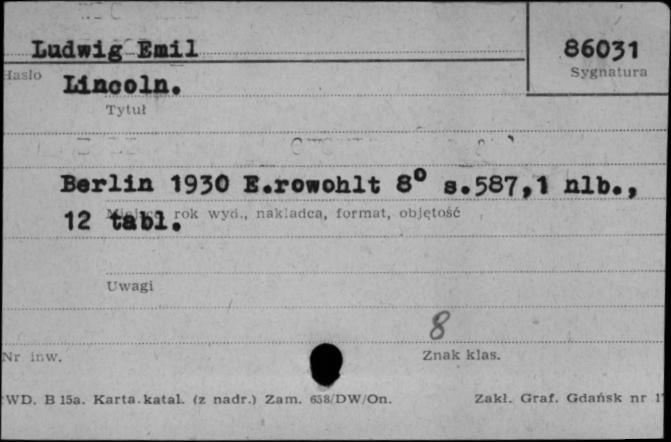 Ludwig Emil
86031
Hasło
Sygnatura
Lincoln.
Tytuł
Berlin 1930 E.rowohlt 8⁰ s.587,1 nlb.,
Miejsce, rok wyd., nakładca, format, objętość
12 tabl.
Uwagi
8
Nr inw.
Znak klas.
WD. B 15a. Karta katal. (z nadr.) Zam. 658/DW/On.
Zakł. Graf. Gdańsk nr 1